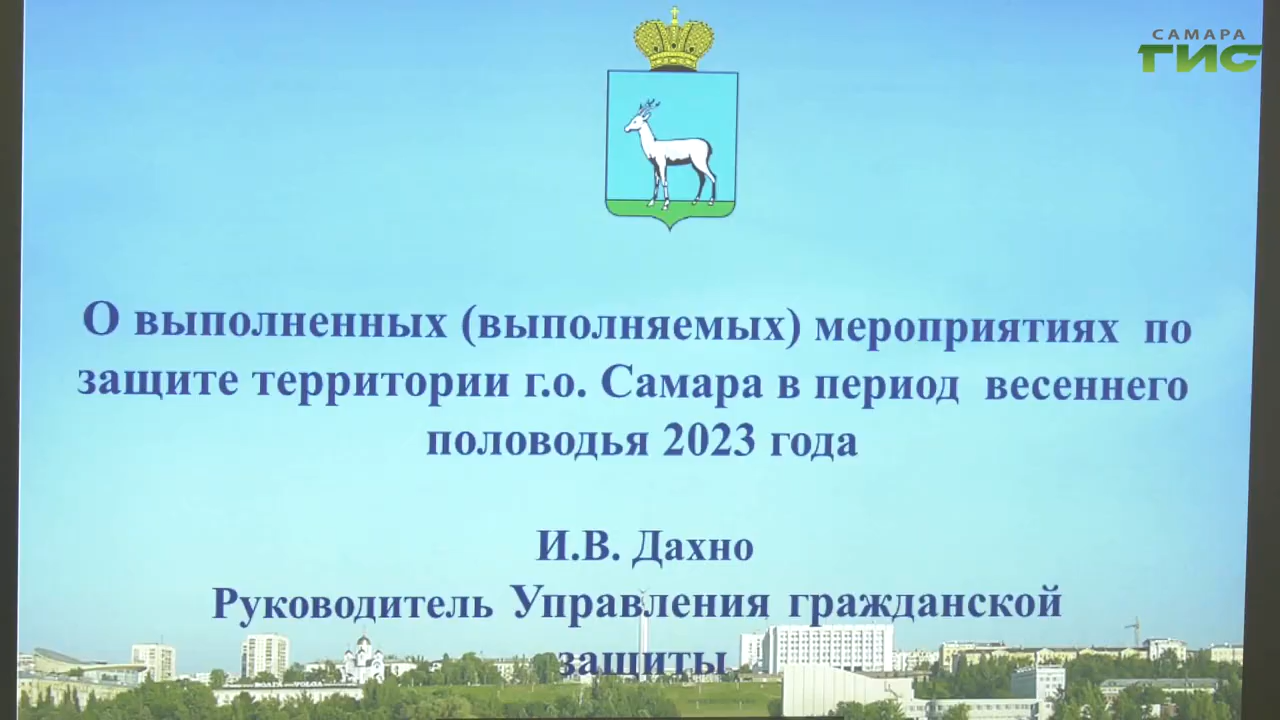 САМАРА
ГИС
О выполненных (выполняемых) мероприятиях по
защите территории г.о. Самара в период весеннего
половодья 2023 года
И.В. Дахно
Руководитель Управления гражданской
защиты